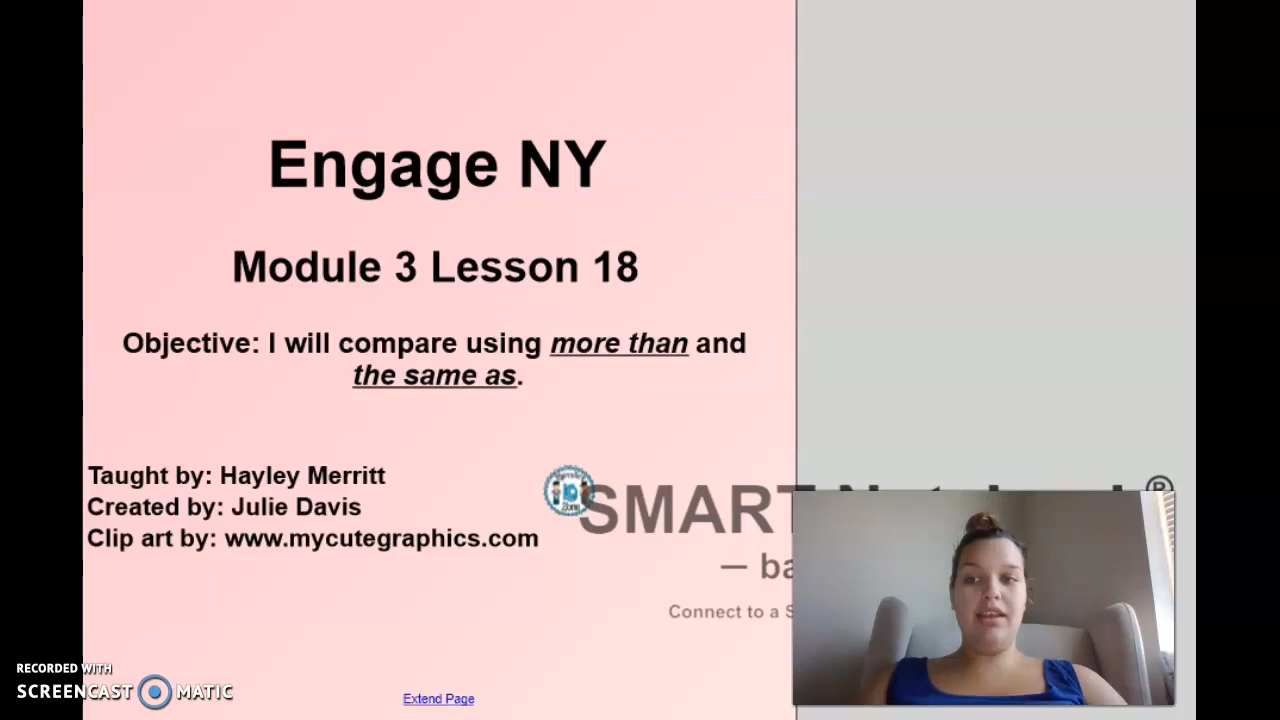 Engage NY
Module 3 Lesson 18
Objective: I will compare using more than and
the same as.
Taught by: Hayley Merritt
Created by: Julie Davis
Clip art by: www.mycutegraphics.com
SMART
®
— ba
Connect to a S
RECORDED WITH
SCREENCAST MATIC
Extend Page